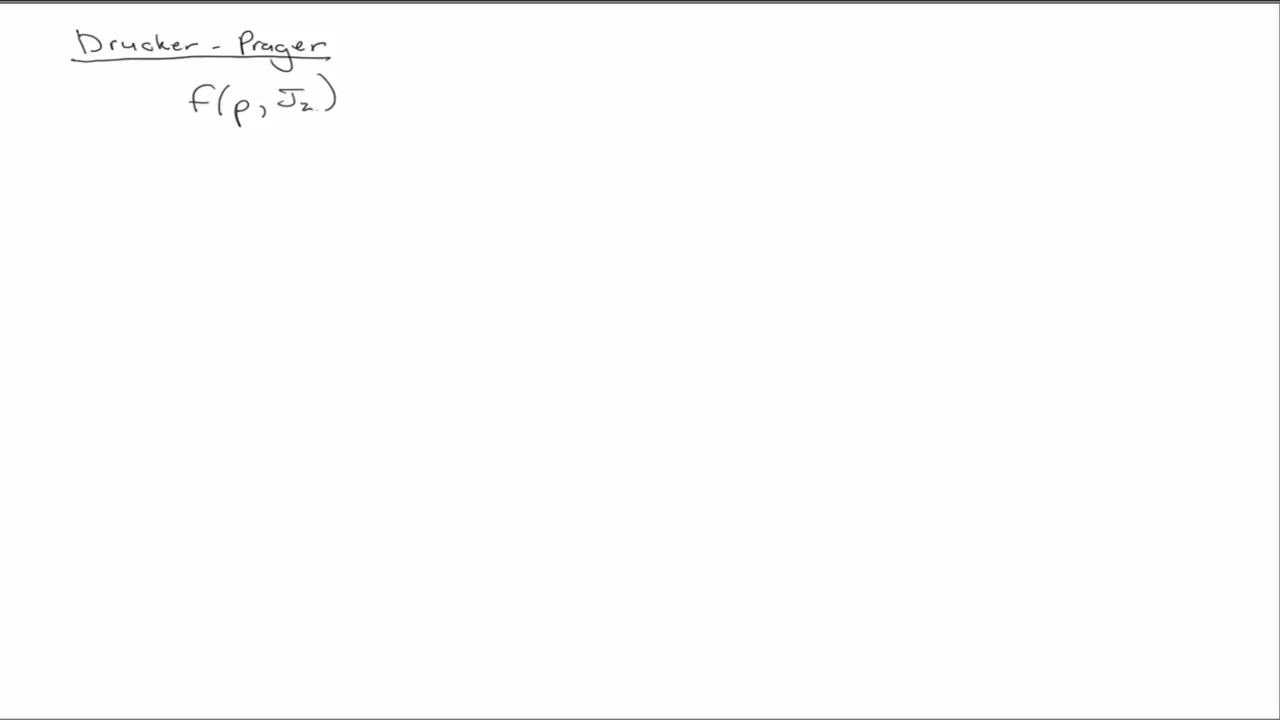 Drucker - Prager
f(p, J₂)